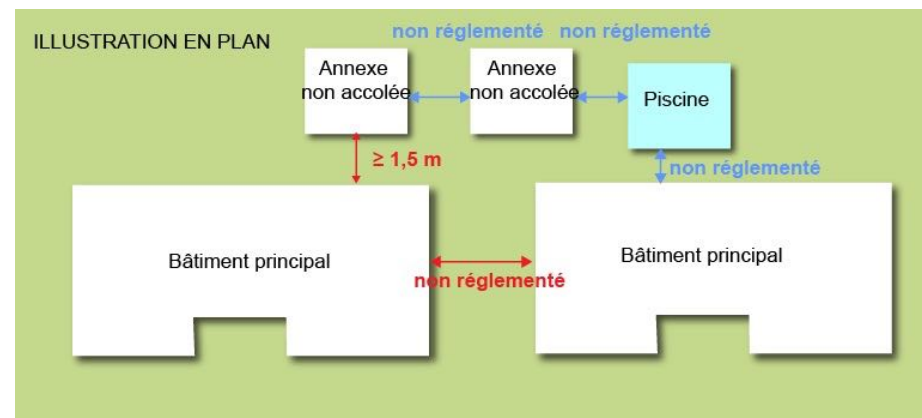 ILLUSTRATION EN PLAN
non réglementé
non réglementé
Annexe
non accolée
Annexe
non accolée
Piscine
≥ 1,5 m
non réglementé
Bâtiment principal
non réglementé
Bâtiment principal